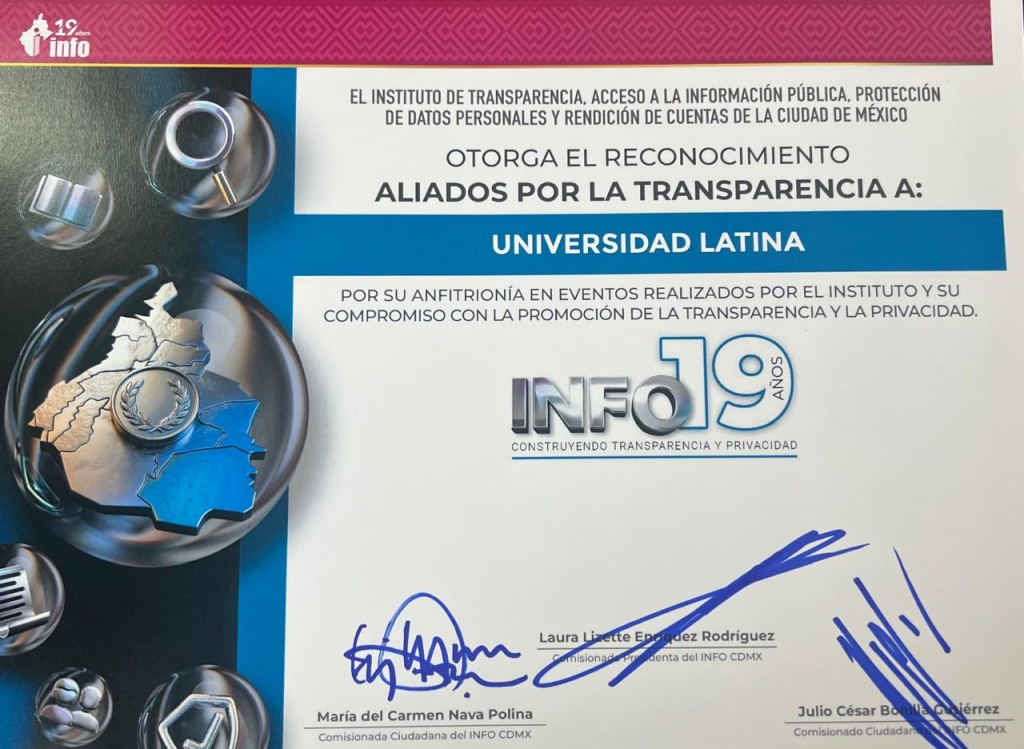 19 años
info
EL INSTITUTO DE TRANSPARENCIA, ACCESO A LA INFORMACIÓN PÚBLICA, PROTECCIÓN
DE DATOS PERSONALES Y RENDICIÓN DE CUENTAS DE LA CIUDAD DE MÉXICO
OTORGA EL RECONOCIMIENTO
ALIADOS POR LA TRANSPARENCIA A:
UNIVERSIDAD LATINA
POR SU ANFITRIONÍA EN EVENTOS REALIZADOS POR EL INSTITUTO Y SU
COMPROMISO CON LA PROMOCIÓN DE LA TRANSPARENCIA Y LA PRIVACIDAD.
INFO 19 AÑOS
CONSTRUYENDO TRANSPARENCIA Y PRIVACIDAD
Laura Lizette Enríquez Rodríguez
Comisionada Presidenta del INFO CDMX
María del Carmen Nava Polina
Comisionada Ciudadana del INFO CDMX
Julio César Bonilla Gutiérrez
Comisionado Ciudadano del INFO CDMX